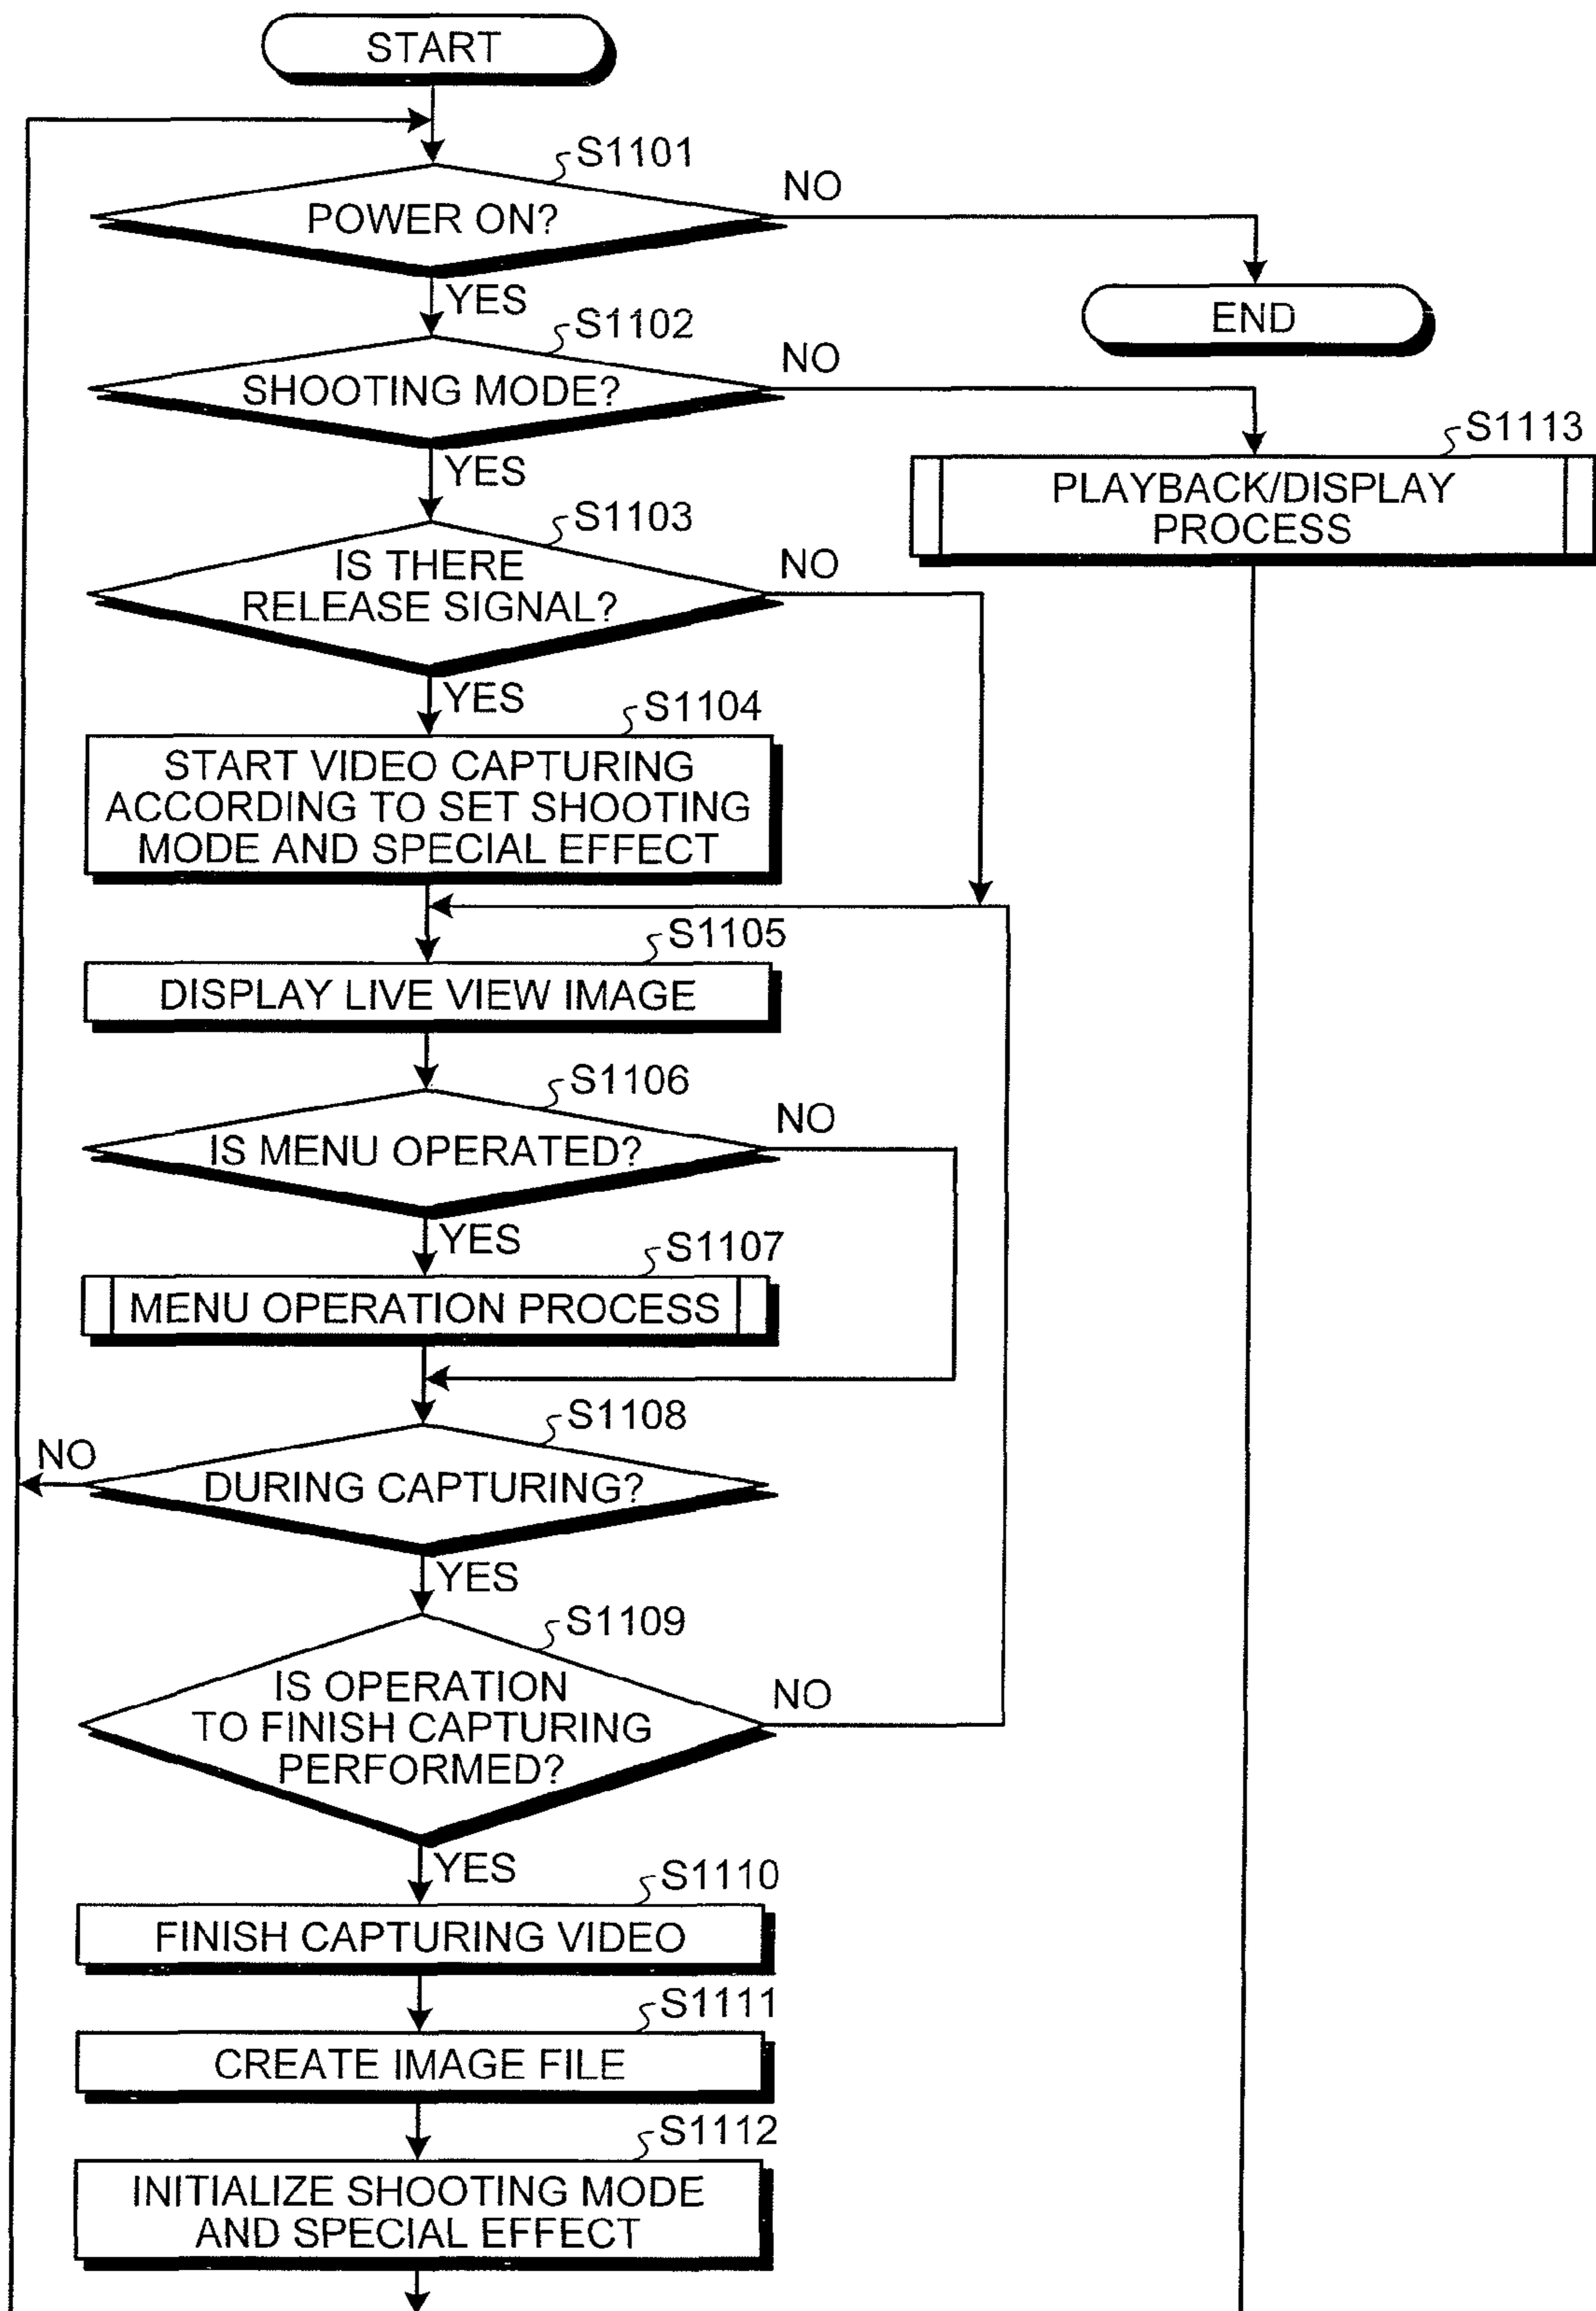 START
S1101
POWER ON?
NO
YES
END
S1102
SHOOTING MODE?
NO
YES
S1113
PLAYBACK/DISPLAY
PROCESS
S1103
IS THERE
RELEASE SIGNAL?
NO
YES
S1104
START VIDEO CAPTURING
ACCORDING TO SET SHOOTING
MODE AND SPECIAL EFFECT
S1105
DISPLAY LIVE VIEW IMAGE
S1106
IS MENU OPERATED?
NO
YES
S1107
MENU OPERATION PROCESS
S1108
NO
DURING CAPTURING?
YES
S1109
IS OPERATION
TO FINISH CAPTURING
PERFORMED?
NO
YES
S1110
FINISH CAPTURING VIDEO
S1111
CREATE IMAGE FILE
S1112
INITIALIZE SHOOTING MODE
AND SPECIAL EFFECT